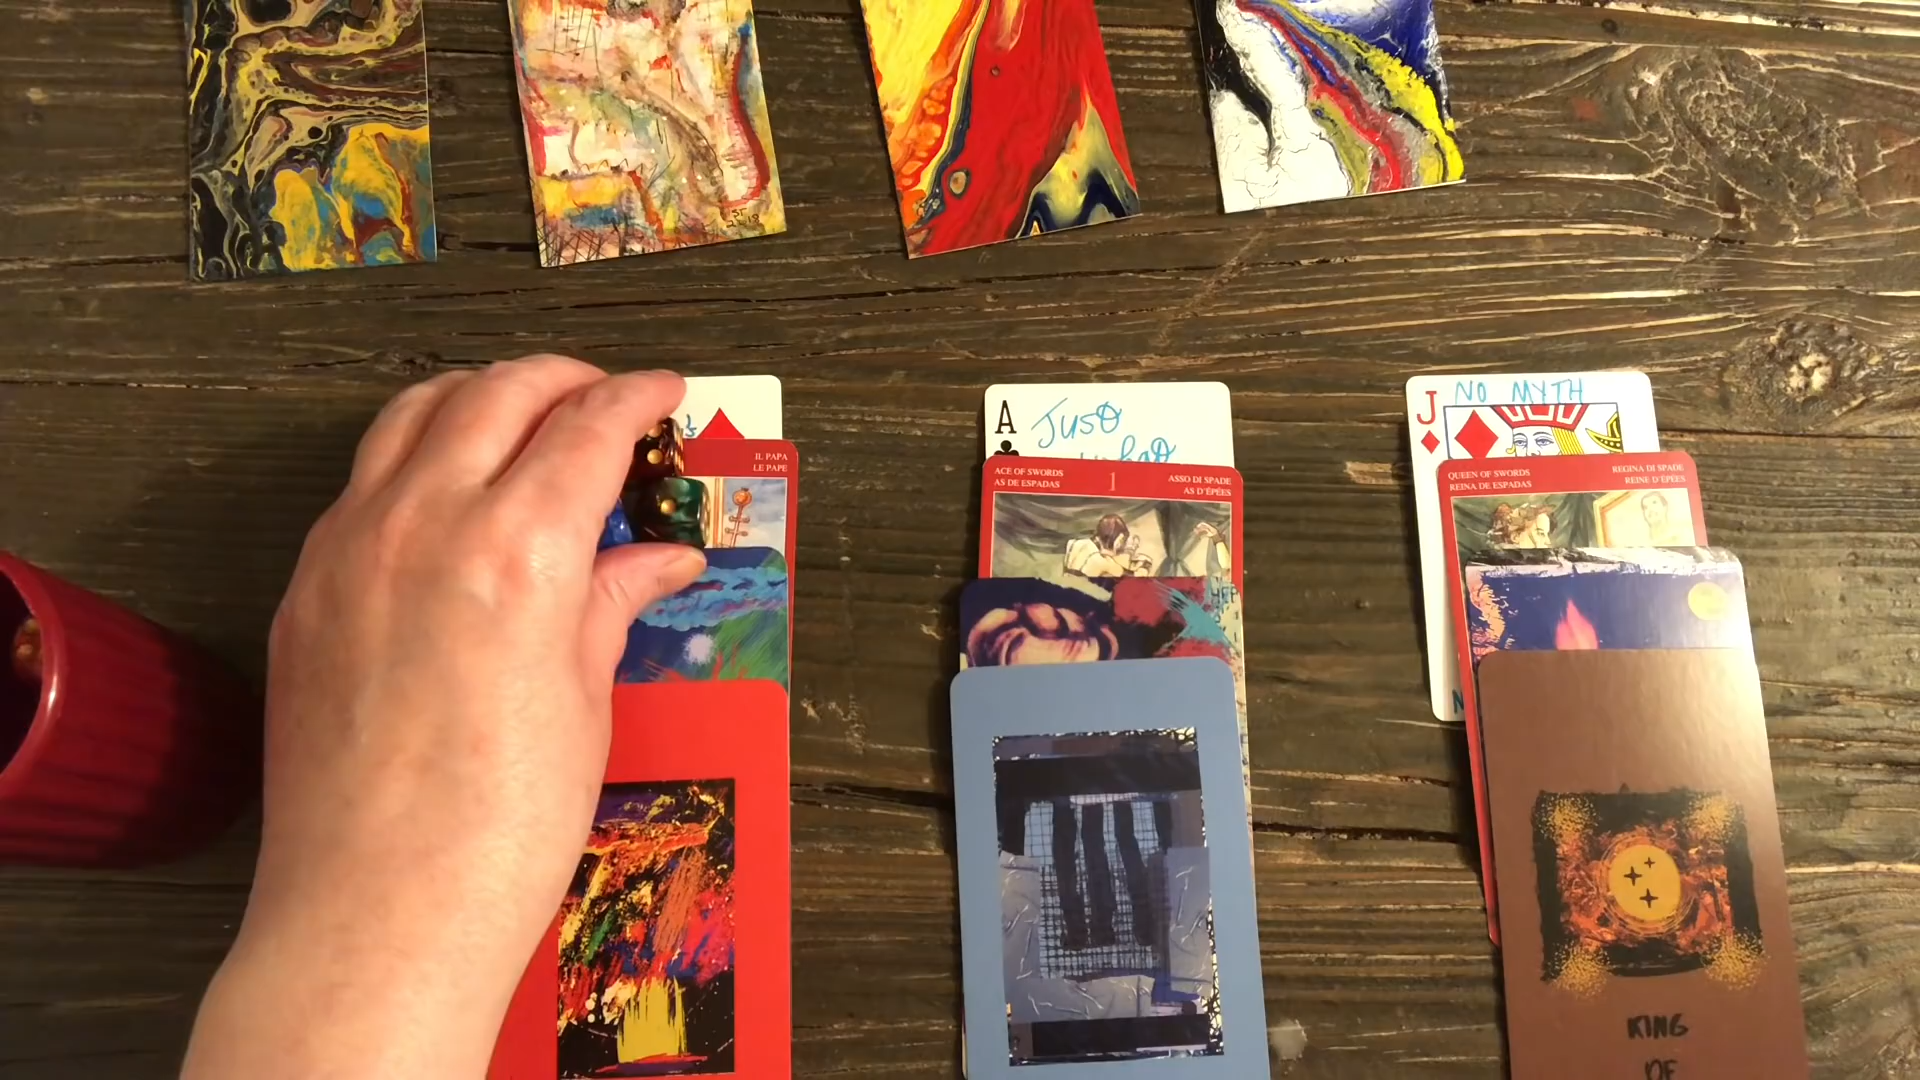 A
Just
J
NO MYTH
IL PAPA
LE PAPE
ACE OF SWORDS
AS DE ESPADAS
1
ASSO DI SPADE
AS D'ÉPÉES
QUEEN OF SWORDS
REINA DE ESPADAS
REGINA DI SPADE
REINE D'ÉPÉES
KING
OF